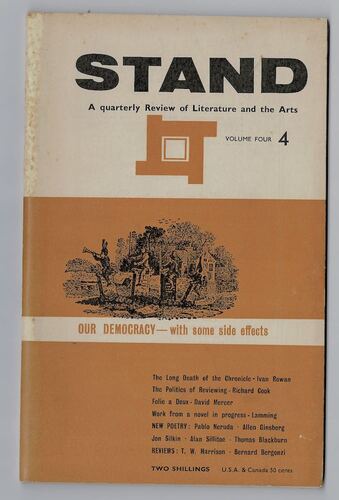 STAND
A quarterly Review of Literature and the Arts
VOLUME FOUR 4
OUR DEMOCRACY—with some side effects
The Long Death of the Chronicle - Ivan Rowan
The Politics of Reviewing - Richard Cook
Folie a Deux - David Mercer
Work from a novel in progress - Lamming
NEW POETRY: Pablo Neruda · Allen Ginsberg
Jon Silkin · Alan Sillitoe · Thomas Blackburn
REVIEWS: T. W. Harrison · Bernard Bergonzi
TWO SHILLINGS U.S.A. & Canada 50 cents